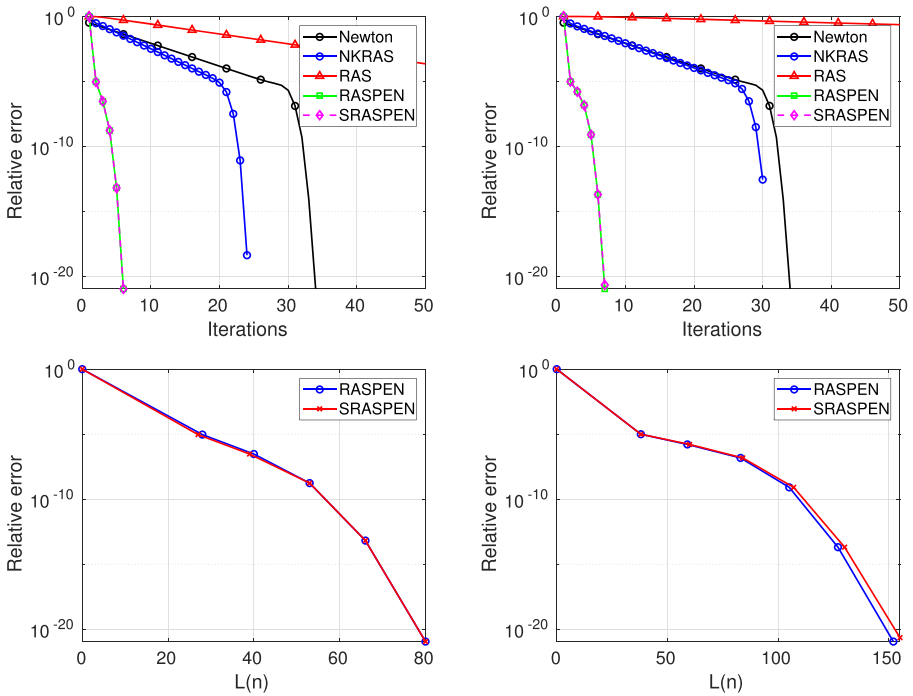 10^0
10^-10
10^-20
Relative error
0
10
20
30
40
50
Iterations
Newton
NKRAS
RAS
RASPEN
SRASPEN
10^0
10^-10
10^-20
Relative error
0
10
20
30
40
50
Iterations
Newton
NKRAS
RAS
RASPEN
SRASPEN
10^0
10^-10
10^-20
Relative error
0
20
40
60
80
L(n)
RASPEN
SRASPEN
10^0
10^-10
10^-20
Relative error
0
50
100
150
L(n)
RASPEN
SRASPEN